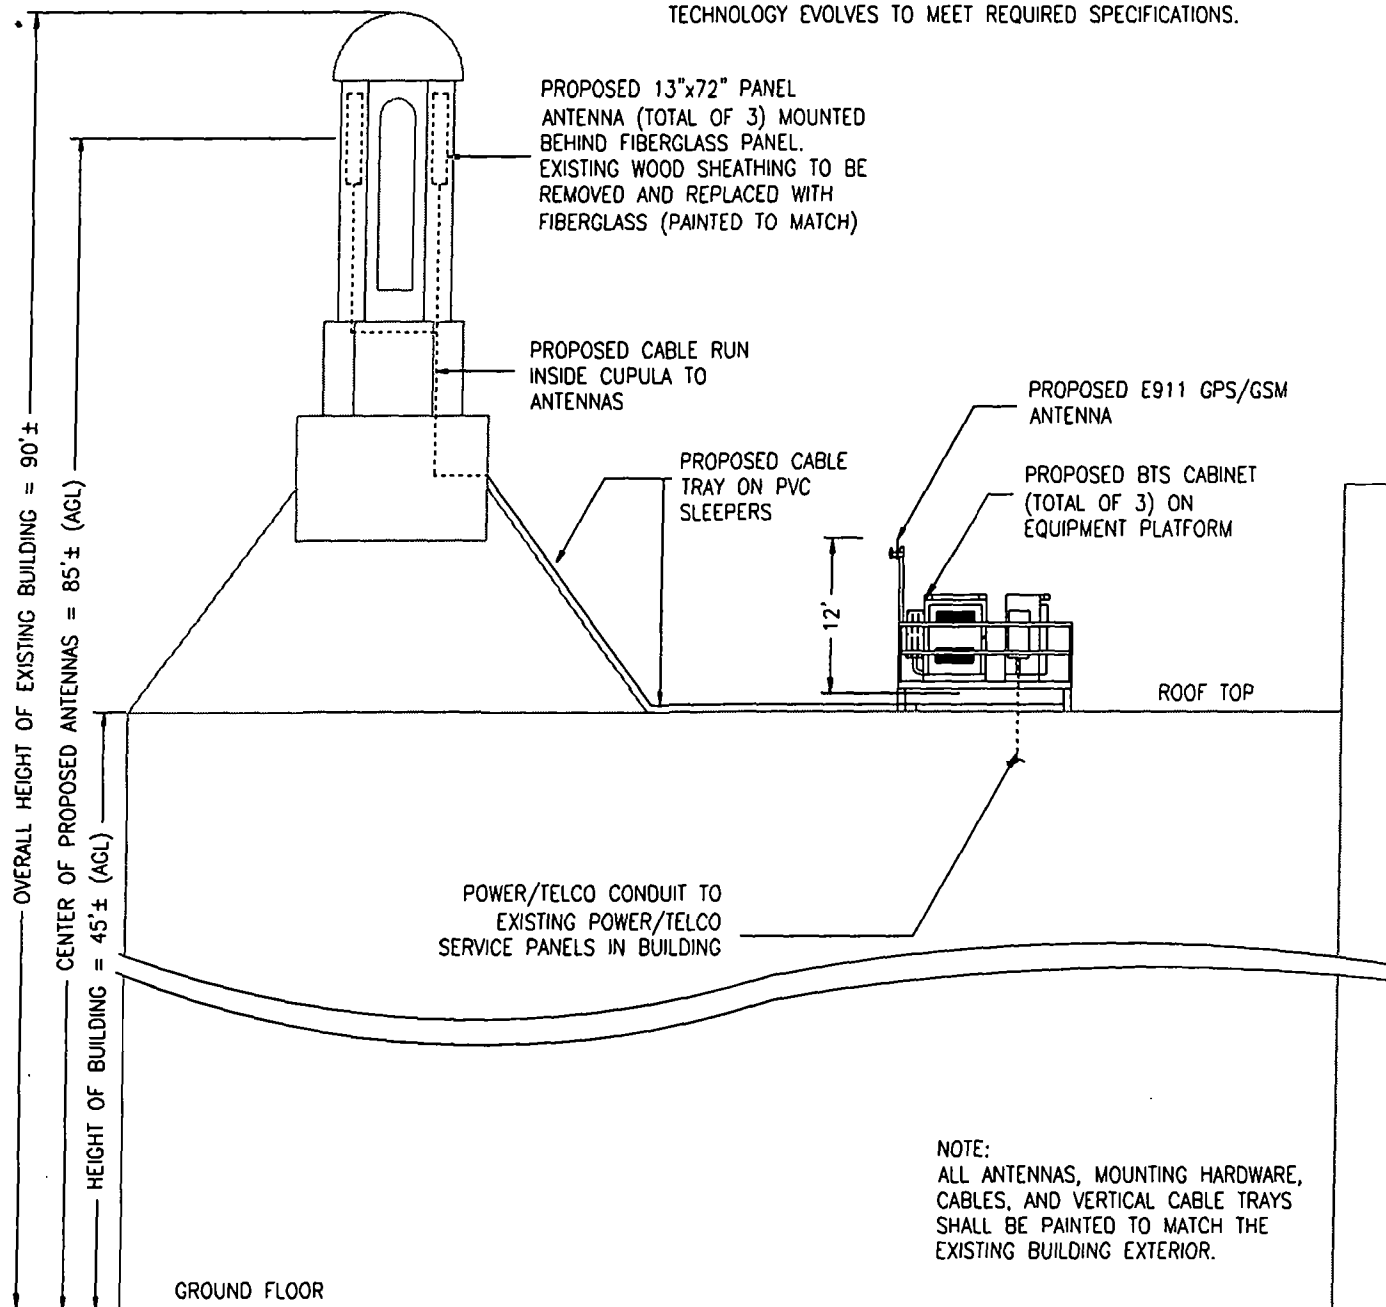 TECHNOLOGY EVOLVES TO MEET REQUIRED SPECIFICATIONS.
PROPOSED 13"x72" PANEL
ANTENNA (TOTAL OF 3) MOUNTED
BEHIND FIBERGLASS PANEL.
EXISTING WOOD SHEATHING TO BE
REMOVED AND REPLACED WITH
FIBERGLASS (PAINTED TO MATCH)
PROPOSED CABLE RUN
INSIDE CUPULA TO
ANTENNAS
PROPOSED E911 GPS/GSM
ANTENNA
PROPOSED CABLE
TRAY ON PVC
SLEEPERS
PROPOSED BTS CABINET
(TOTAL OF 3) ON
EQUIPMENT PLATFORM
12'
ROOF TOP
OVERALL HEIGHT OF EXISTING BUILDING = 90'±
CENTER OF PROPOSED ANTENNAS = 85'± (AGL)
HEIGHT OF BUILDING = 45'± (AGL)
POWER/TELCO CONDUIT TO
EXISTING POWER/TELCO
SERVICE PANELS IN BUILDING
NOTE:
ALL ANTENNAS, MOUNTING HARDWARE,
CABLES, AND VERTICAL CABLE TRAYS
SHALL BE PAINTED TO MATCH THE
EXISTING BUILDING EXTERIOR.
GROUND FLOOR